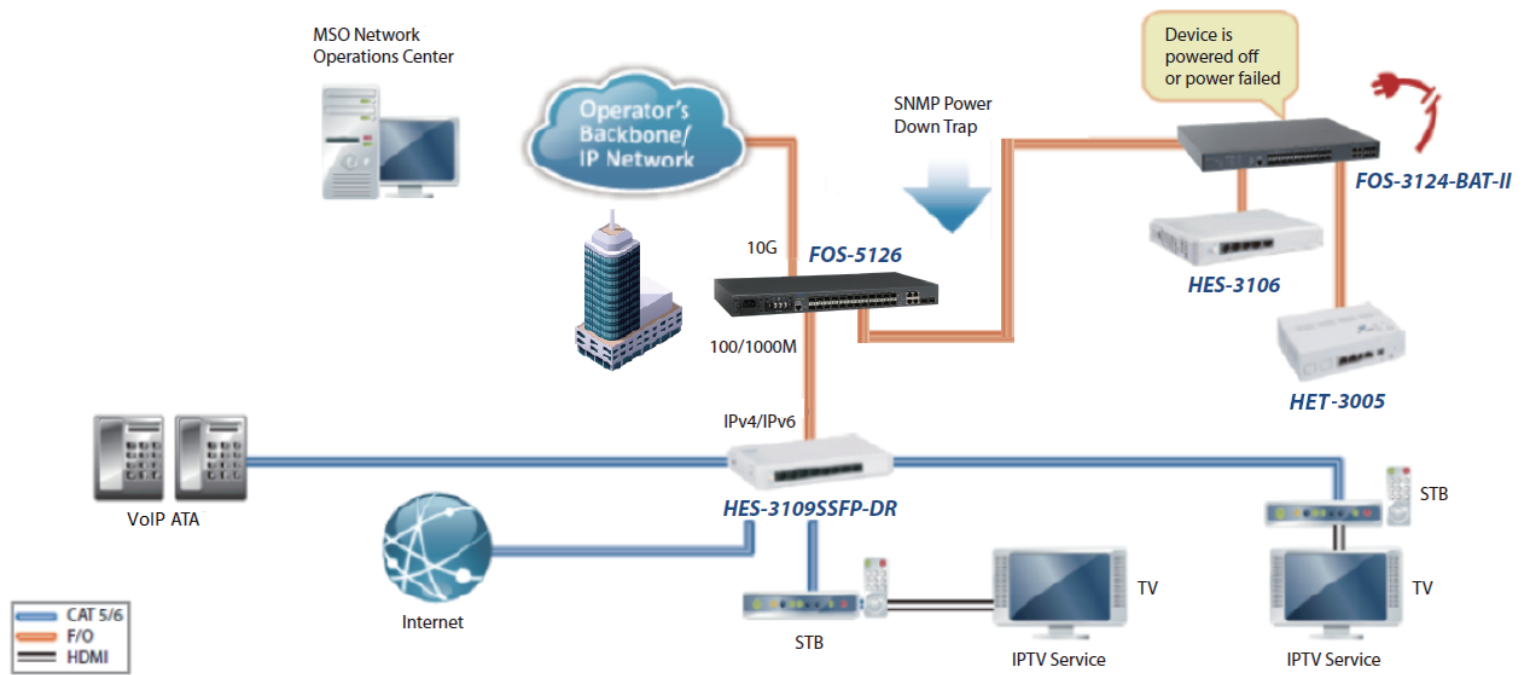 MSO Network
Operations Center
Operator's
Backbone/
IP Network
SNMP Power
Down Trap
Device is
powered off
or power failed
FOS-3124-BAT-II
10G
FOS-5126
HES-3106
100/1000M
HET-3005
IPv4/IPv6
HES-3109SSFP-DR
VoIP ATA
Internet
STB
TV
IPTV Service
STB
TV
IPTV Service
CAT 5/6
F/O
HDMI